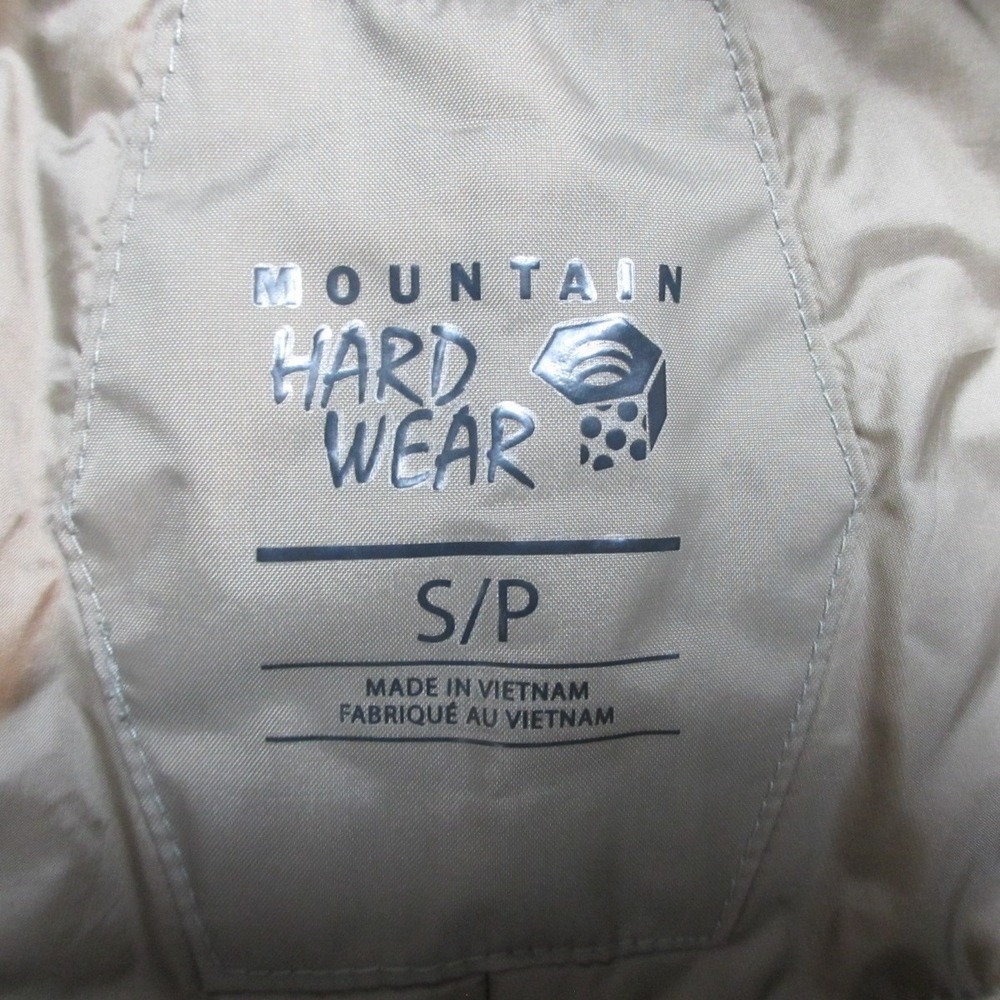 MOUNTAIN
HARD
WEAR
S/P
MADE IN VIETNAM
FABRIQUÉ AU VIETNAM